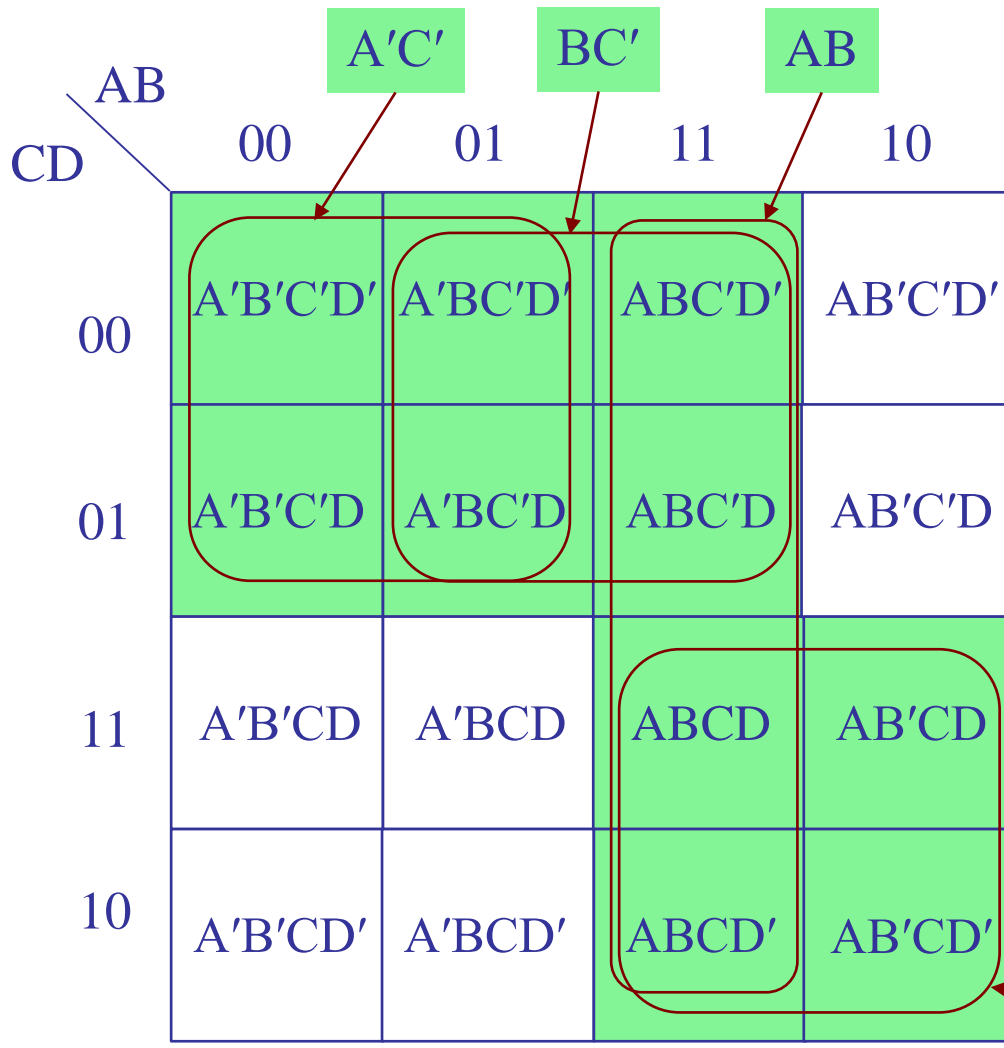 A′C′ BC′ AB
AB
CD 00 01 11 10
00 A′B′C′D′ A′BC′D′ ABC′D′ AB′C′D′
01 A′B′C′D A′BC′D ABC′D AB′C′D
11 A′B′CD A′BCD ABCD AB′CD
10 A′B′CD′ A′BCD′ ABCD′ AB′CD′